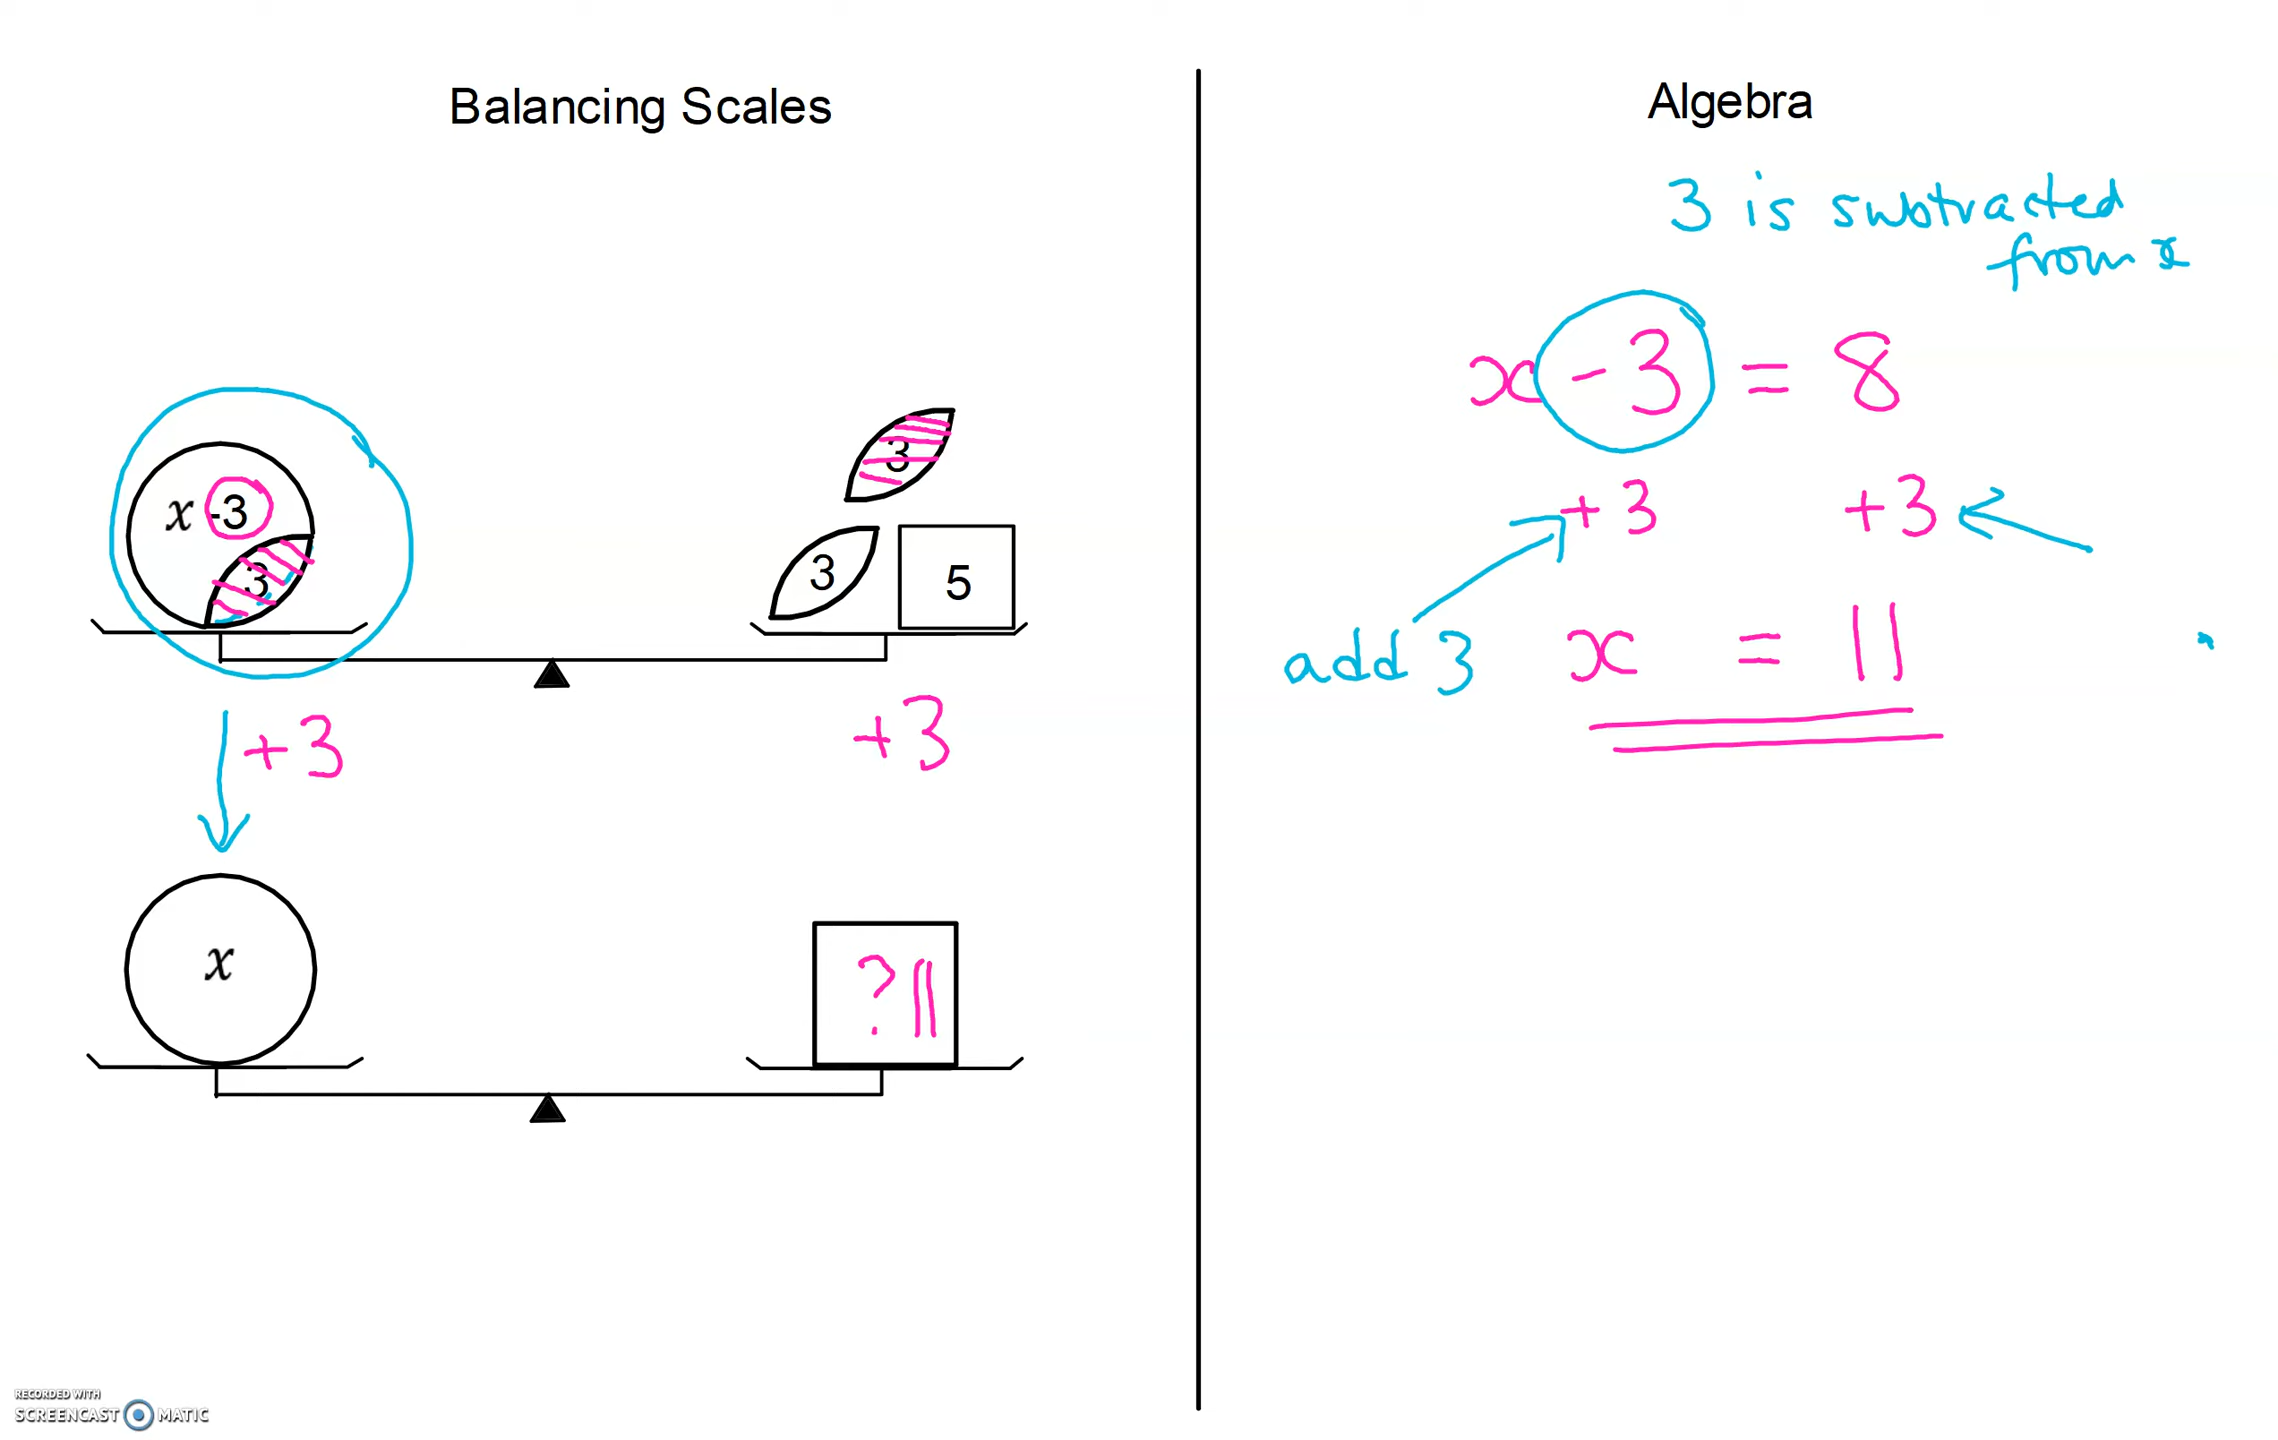 Balancing Scales
x -3
3
3
3
5
+3
+3
x
? 11
Algebra
3 is subtracted
from x
x - 3 = 8
+3 +3
add 3
x = 11
RECORDED WITH
SCREENCAST MATIC